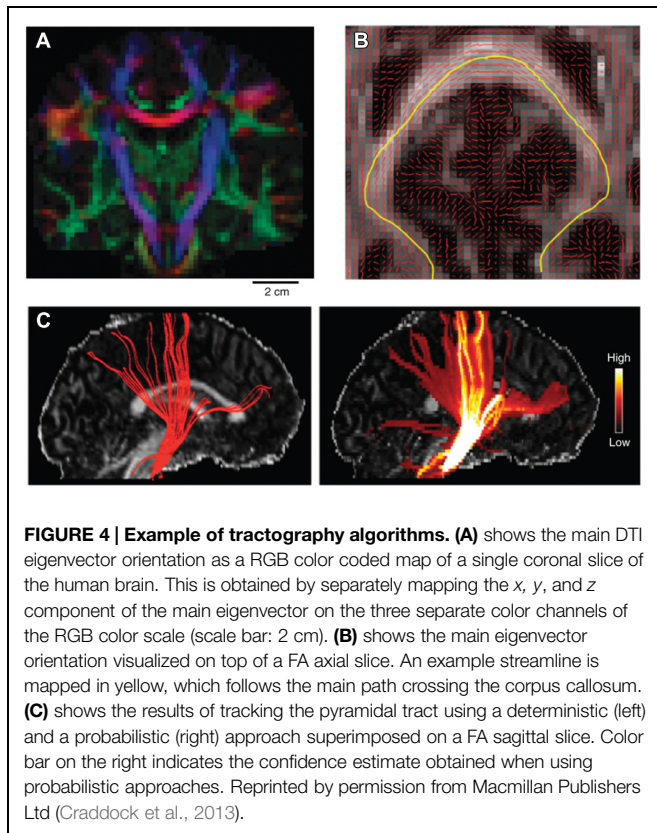 A
B
2 cm
C
High
Low
FIGURE 4 | Example of tractography algorithms. (A) shows the main DTI
eigenvector orientation as a RGB color coded map of a single coronal slice of
the human brain. This is obtained by separately mapping the x, y, and z
component of the main eigenvector on the three separate color channels of
the RGB color scale (scale bar: 2 cm). (B) shows the main eigenvector
orientation visualized on top of a FA axial slice. An example streamline is
mapped in yellow, which follows the main path crossing the corpus callosum.
(C) shows the results of tracking the pyramidal tract using a deterministic (left)
and a probabilistic (right) approach superimposed on a FA sagittal slice. Color
bar on the right indicates the confidence estimate obtained when using
probabilistic approaches. Reprinted by permission from Macmillan Publishers
Ltd (Craddock et al., 2013).